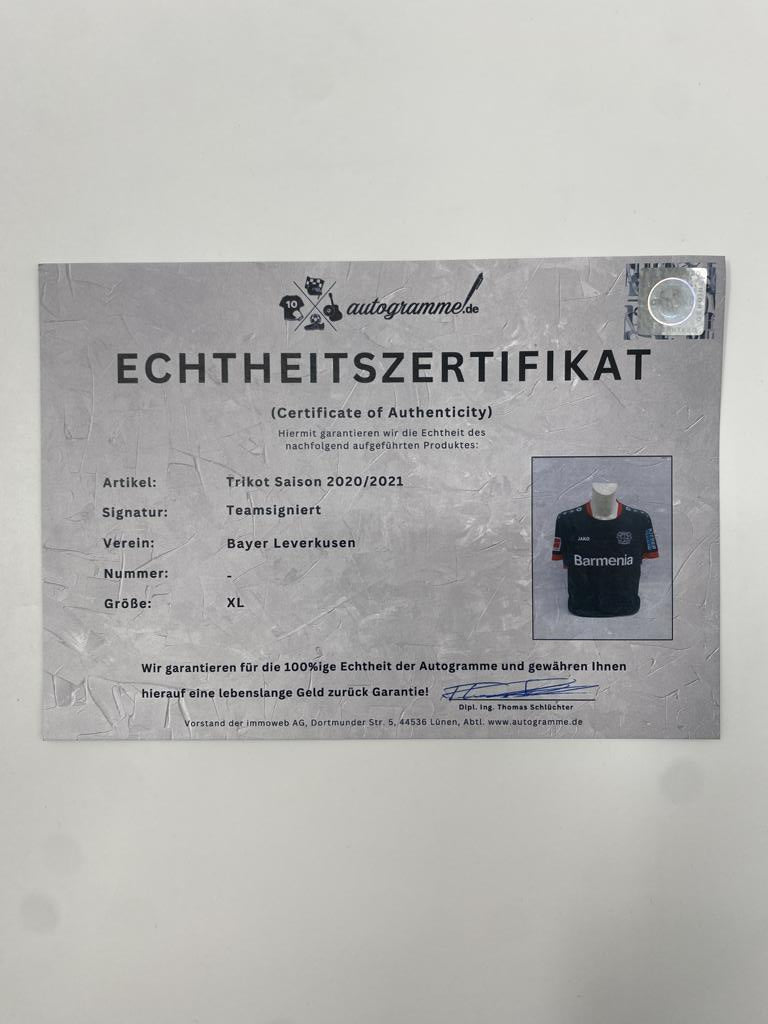 10
autogramme.de
ECHTHEITSZERTIFIKAT
(Certificate of Authenticity)
Hiermit garantieren wir die Echtheit des
nachfolgend aufgeführten Produktes:
Artikel: Trikot Saison 2020/2021
Signatur: Teamsigniert
Verein: Bayer Leverkusen
Nummer: -
Größe: XL
JAKO
Barmenia
Wir garantieren für die 100%ige Echtheit der Autogramme und gewähren Ihnen
hierauf eine lebenslange Geld zurück Garantie!
Dipl. Ing. Thomas Schlüchter
Vorstand der immoweb AG, Dortmunder Str. 5, 44536 Lünen, Abtl. www.autogramme.de